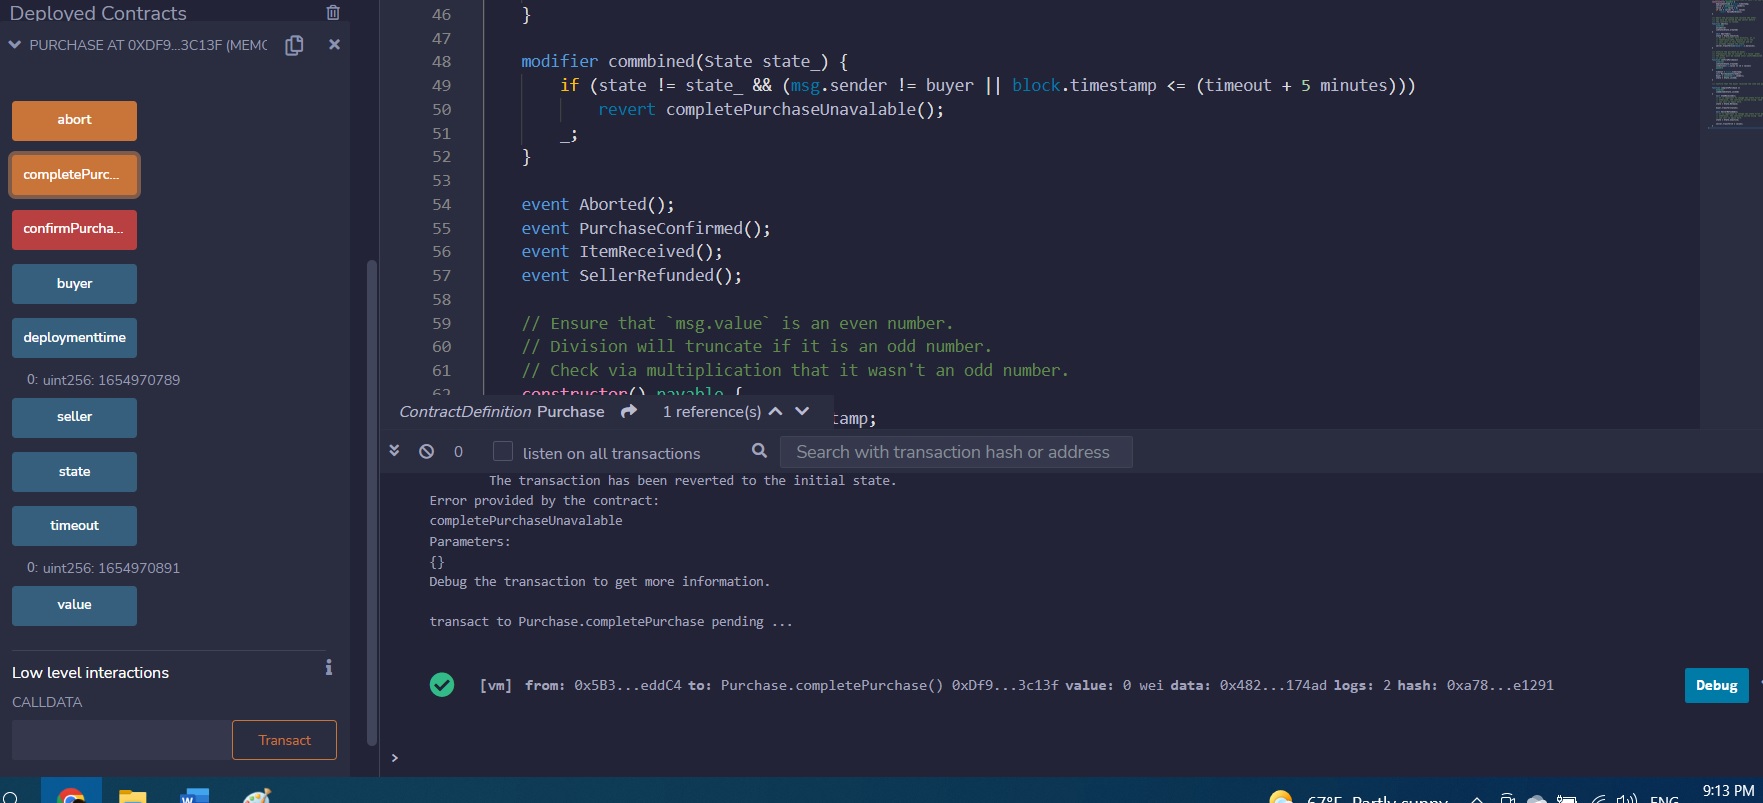 Deployed Contracts
PURCHASE AT 0XDF9...3C13F (MEMC
abort
completePurc...
confirmPurcha...
buyer
deploymenttime
0: uint256: 1654970789
seller
state
timeout
0: uint256: 1654970891
value
Low level interactions
i
CALLDATA
Transact
46 }
47
48 modifier commbined(State state_) {
49 if (state != state_ && (msg.sender != buyer || block.timestamp <= (timeout + 5 minutes)))
50 revert completePurchaseUnavalable();
51 _;
52 }
53
54 event Aborted();
55 event PurchaseConfirmed();
56 event ItemReceived();
57 event SellerRefunded();
58
59 // Ensure that `msg.value` is an even number.
60 // Division will truncate if it is an odd number.
61 // Check via multiplication that it wasn't an odd number.
62 constructor() payable {
ContractDefinition Purchase 1 reference(s)
tamp;
0 listen on all transactions Search with transaction hash or address
The transaction has been reverted to the initial state.
Error provided by the contract:
completePurchaseUnavalable
Parameters:
{}
Debug the transaction to get more information.
transact to Purchase.completePurchase pending ...
[vm] from: 0x5B3...eddC4 to: Purchase.completePurchase() 0xDf9...3c13f value: 0 wei data: 0x482...174ad logs: 2 hash: 0xa78...e1291
Debug
>
67°F Partly sunny
ENG
9:13 PM